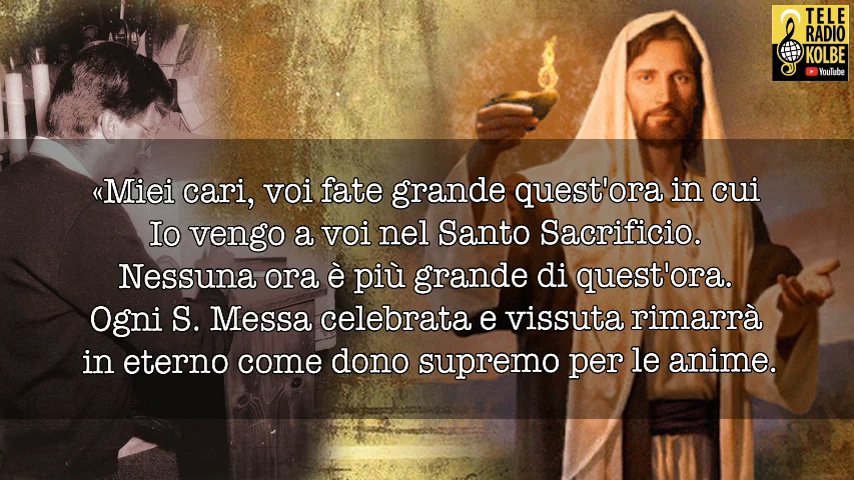 TELE
RADIO
KOLBE
YouTube
«Miei cari, voi fate grande quest'ora in cui
Io vengo a voi nel Santo Sacrificio.
Nessuna ora è più grande di quest'ora.
Ogni S. Messa celebrata e vissuta rimarrà
in eterno come dono supremo per le anime.